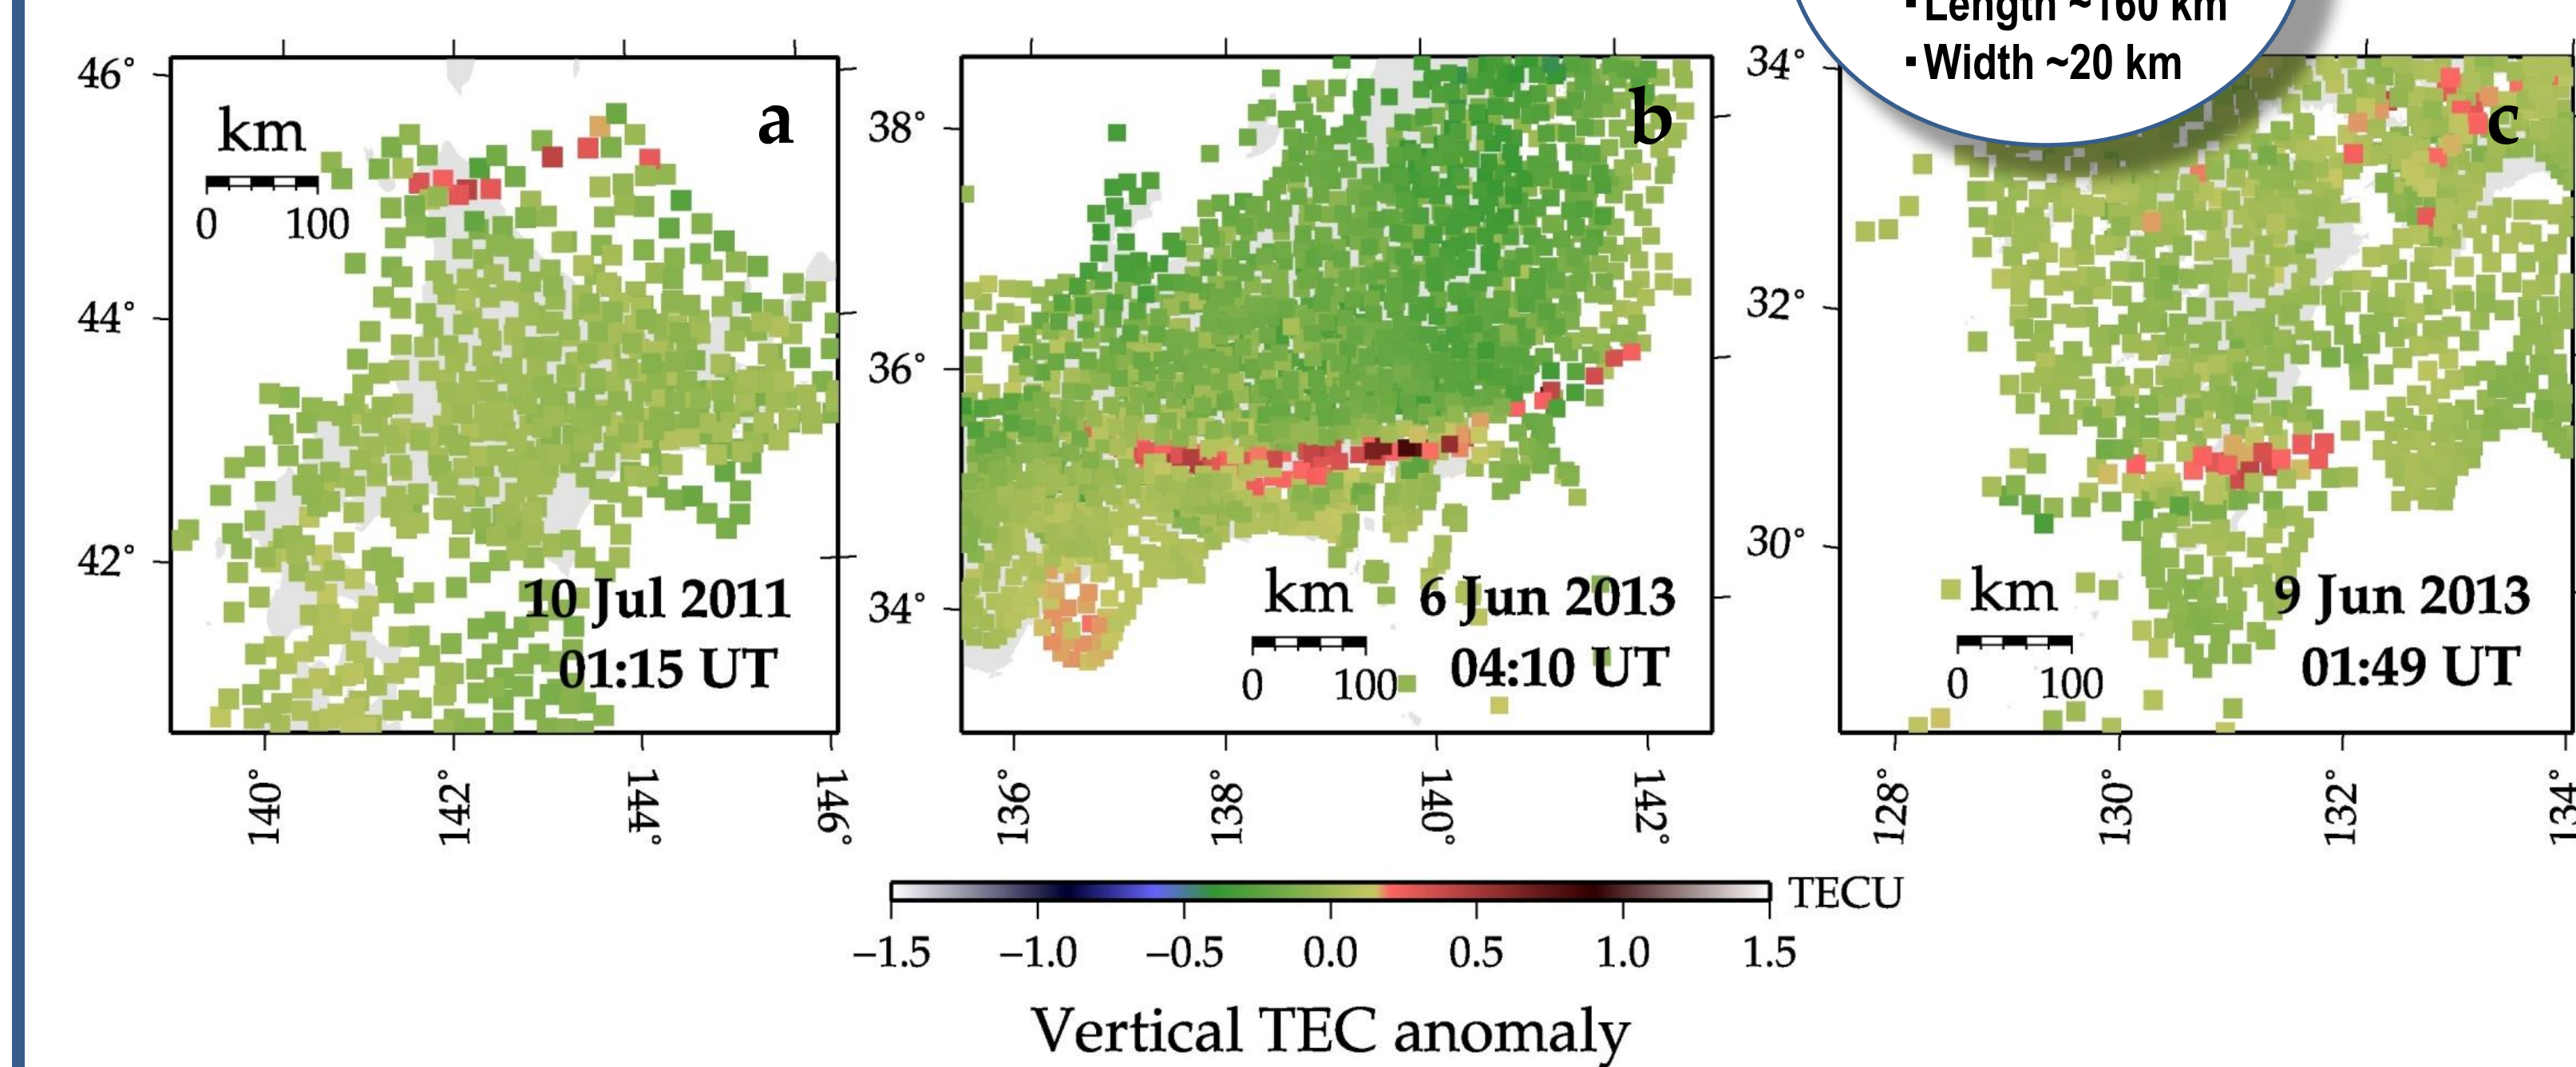 ▪Length ~160 km
▪Width ~20 km
46°
44°
42°
km
0 100
a
10 Jul 2011
01:15 UT
140° 142° 144° 146°
38°
36°
34°
b
km
0 100
6 Jun 2013
04:10 UT
136° 138° 140° 142°
34°
32°
30°
c
km
0 100
9 Jun 2013
01:49 UT
128° 130° 132° 134°
TECU
−1.5 −1.0 −0.5 0.0 0.5 1.0 1.5
Vertical TEC anomaly